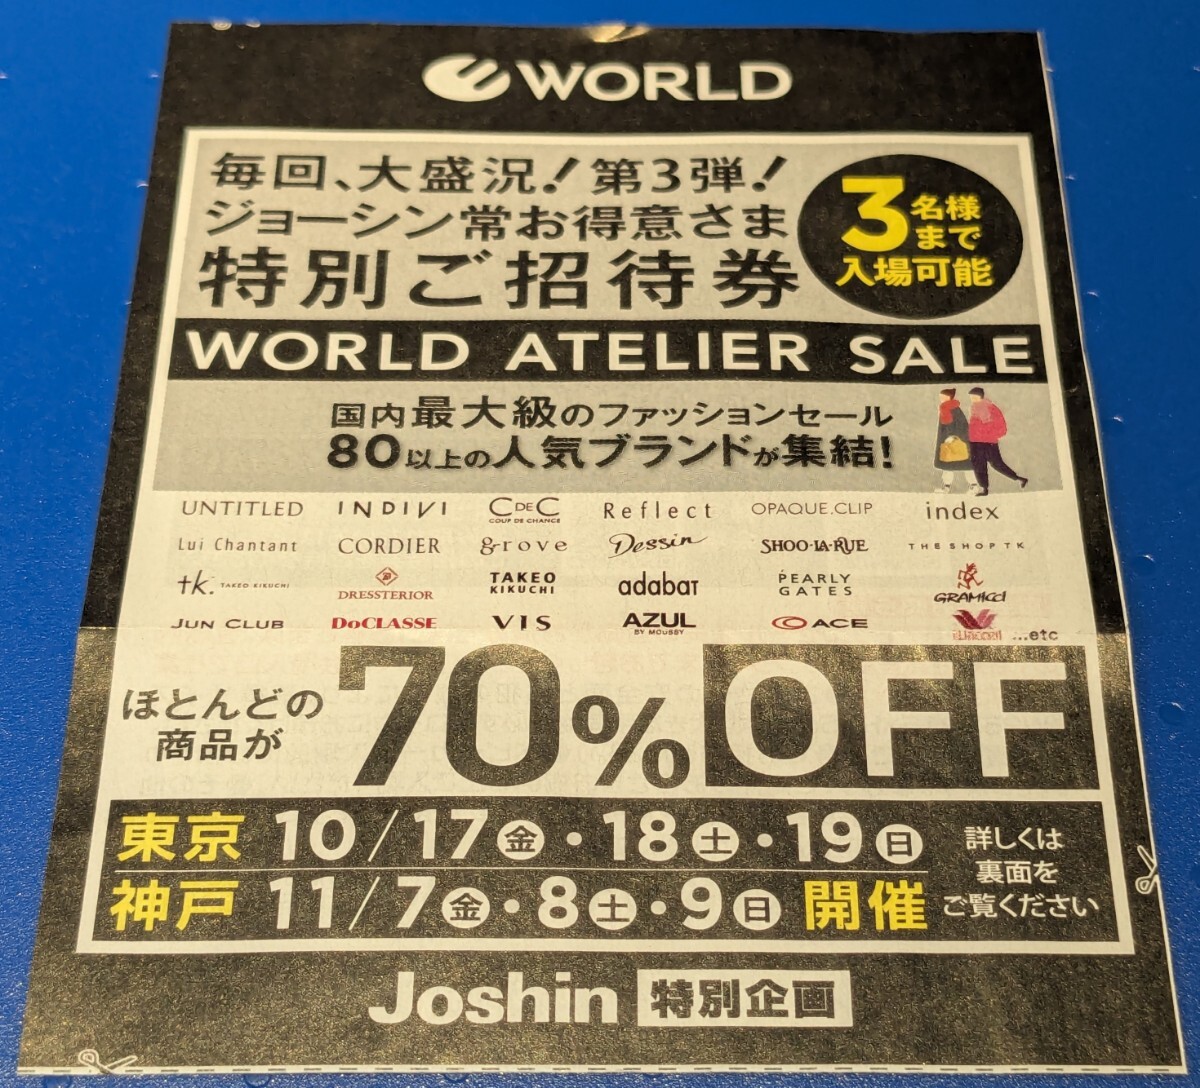 WORLD
毎回、大盛況!第3弾!
ジョーシン常お得意さま
特別ご招待券
3名様
まで
入場可能
WORLD ATELIER SALE
国内最大級のファッションセール
80以上の人気ブランドが集結!
UNTITLED INDIVI CDEC COUP DE CHANCE Reflect OPAQUE.CLIP index
Lui Chantant CORDIER grove Dessin SHOO·LA·RUE THE SHOP TK
tk. TAKEO KIKUCHI DRESSTERIOR TAKEO KIKUCHI adabat PEARLY GATES GRAMICCI
JUN CLUB DoCLASSE VIS AZUL BY MOUSSY ACE ...etc
ほとんどの
商品が
70%OFF
東京 10/17金・18土・19日
神戸 11/7金・8土・9日 開催
詳しくは
裏面を
ご覧ください
Joshin 特別企画